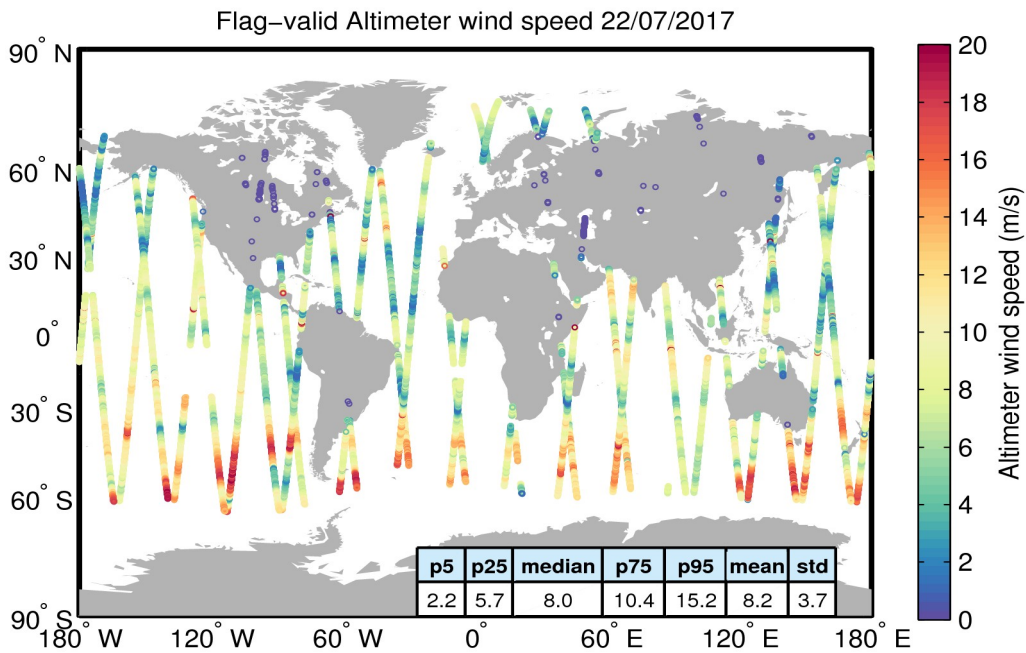 Flag−valid Altimeter wind speed 22/07/2017
90° N
60° N
30° N
0°
30° S
60° S
90° S
180° W
120° W
60° W
0°
60° E
120° E
180° E
p5 p25 median p75 p95 mean std
2.2 5.7 8.0 10.4 15.2 8.2 3.7
20
18
16
14
12
10
8
6
4
2
0
Altimeter wind speed (m/s)